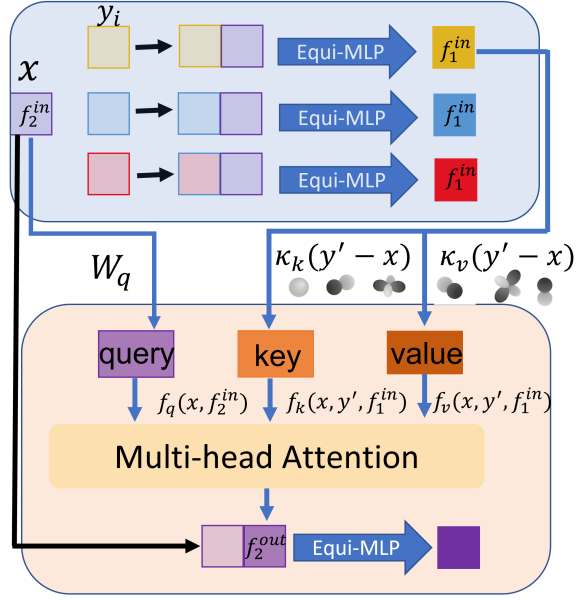 y_i
x
Equi-MLP
f_1^{in}
f_2^{in}
Equi-MLP
f_1^{in}
Equi-MLP
f_1^{in}
W_q
κ_k(y′ − x)
κ_v(y′ − x)
query
key
value
f_q(x, f_2^{in})
f_k(x, y′, f_1^{in})
f_v(x, y′, f_1^{in})
Multi-head Attention
f_2^{out}
Equi-MLP